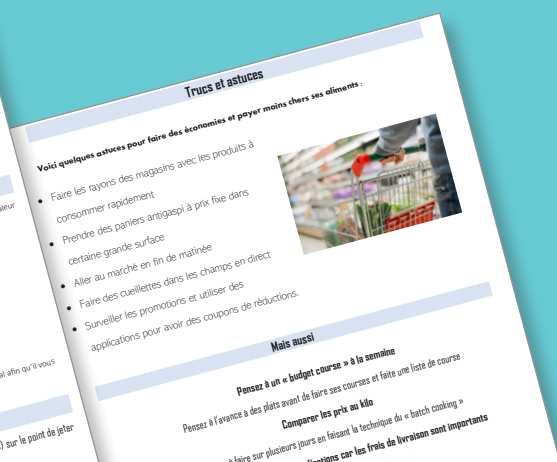 Trucs et astuces
Voici quelques astuces pour faire des économies et payer moins chers ses aliments :
• Faire les rayons des magasins avec les produits à
consommer rapidement
• Prendre des paniers antigaspi à prix fixe dans
certaine grande surface
• Aller au marché en fin de matinée
• Faire des cueillettes dans les champs en direct
• Surveiller les promotions et utiliser des
applications pour avoir des coupons de réductions.
Mais aussi
Pensez à un « budget course » à la semaine
Pensez à l'avance à des plats avant de faire ses courses et faite une liste de course
Comparer les prix au kilo
à faire sur plusieurs jours en faisant la technique du « batch cooking »
car les frais de livraison sont importants
afin qu'il vous
sur le point de jeter